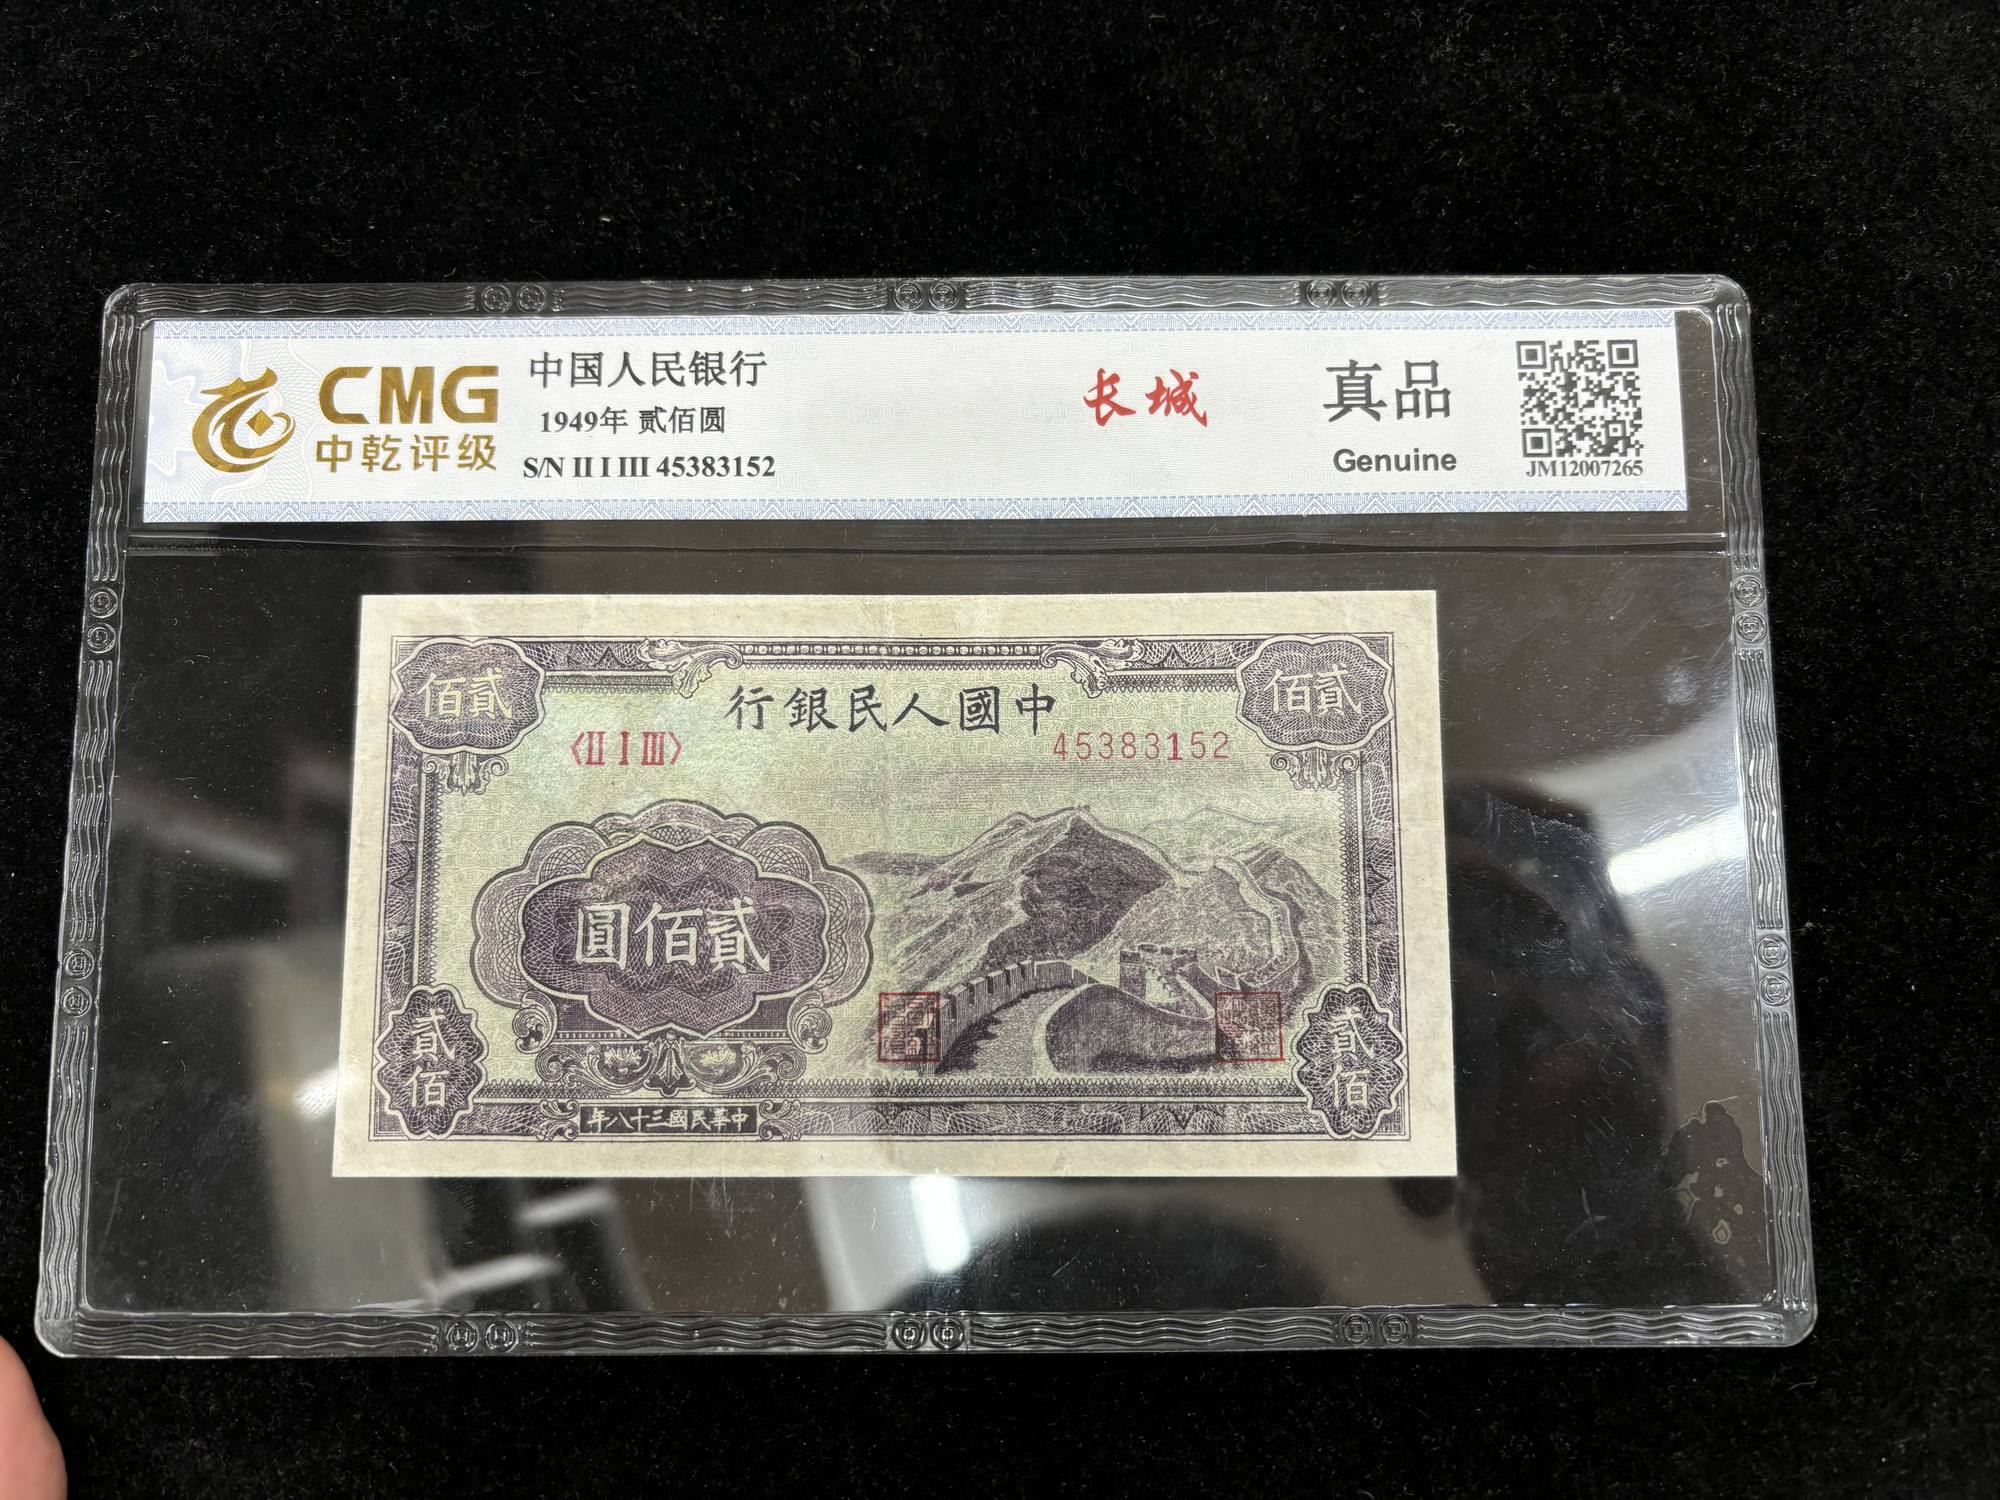 CMG
中乾评级
中国人民银行
1949年 贰佰圆
S/N II I III 45383152
长城
真品
Genuine
JM12007265
佰貳
行銀民人國中
佰貳
〈II I III〉
45383152
圓佰貳
貳佰
貳佰
年八十三國民華中